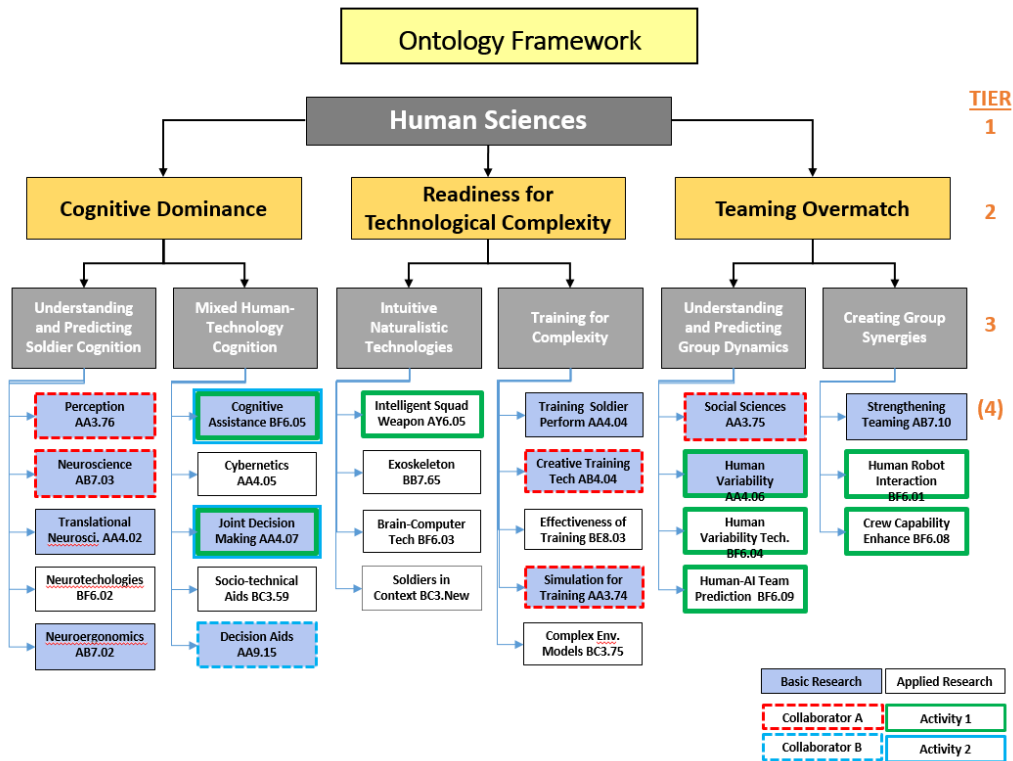 Ontology Framework
TIER
Human Sciences
1
Cognitive Dominance
Readiness for
Technological Complexity
Teaming Overmatch
2
Understanding
and Predicting
Soldier Cognition
Mixed Human-
Technology
Cognition
Intuitive
Naturalistic
Technologies
Training for
Complexity
Understanding
and Predicting
Group Dynamics
Creating Group
Synergies
3
(4)
Perception
AA3.76
Neuroscience
AB7.03
Translational
Neurosci. AA4.02
Neurotechologies
BF6.02
Neuroergonomics
AB7.02
Cognitive
Assistance BF6.05
Cybernetics
AA4.05
Joint Decision
Making AA4.07
Socio-technical
Aids BC3.59
Decision Aids
AA9.15
Intelligent Squad
Weapon AY6.05
Exoskeleton
BB7.65
Brain-Computer
Tech BF6.03
Soldiers in
Context BC3.New
Training Soldier
Perform AA4.04
Creative Training
Tech AB4.04
Effectiveness of
Training BE8.03
Simulation for
Training AA3.74
Complex Env.
Models BC3.75
Social Sciences
AA3.75
Human
Variability
AA4.06
Human
Variability Tech.
BF6.04
Human-AI Team
Prediction BF6.09
Strengthening
Teaming AB7.10
Human Robot
Interaction
BF6.01
Crew Capability
Enhance BF6.08
Basic Research
Applied Research
Collaborator A
Activity 1
Collaborator B
Activity 2